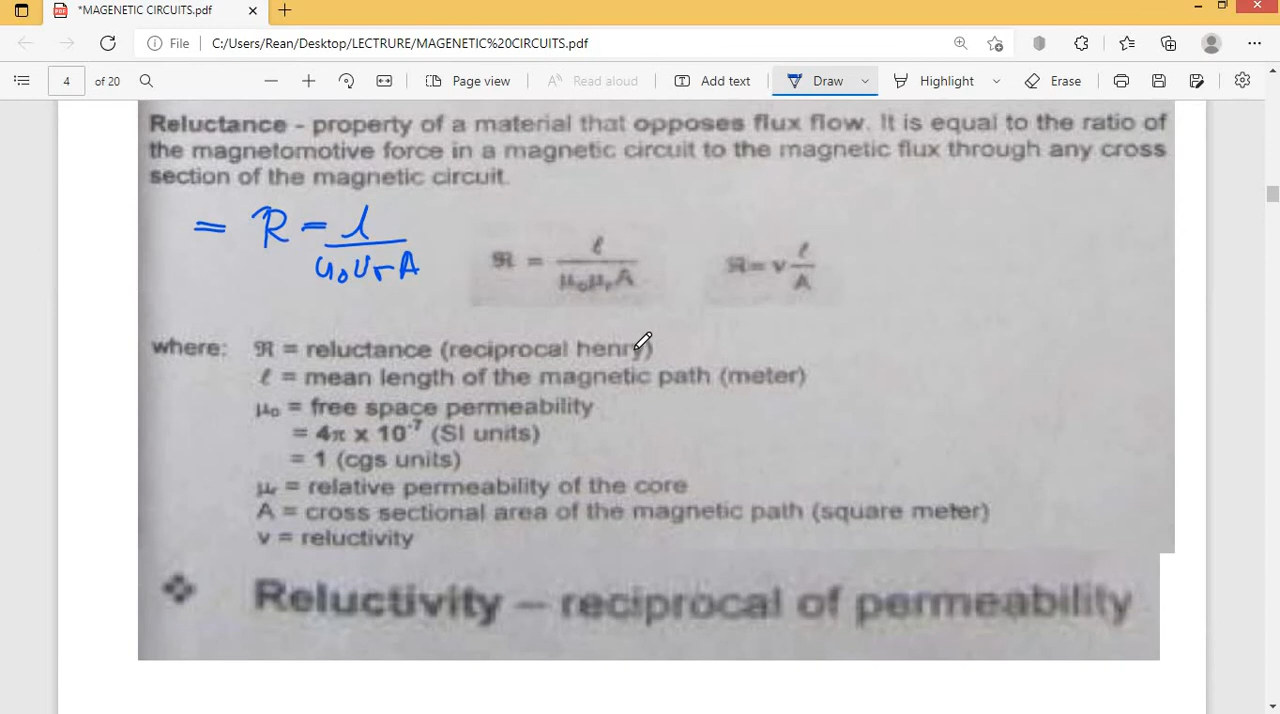 *MAGENETIC CIRCUITS.pdf
File C:/Users/Rean/Desktop/LECTRURE/MAGENETIC%20CIRCUITS.pdf
4 of 20 Page view Read aloud Add text Draw Highlight Erase
Reluctance - property of a material that opposes flux flow. It is equal to the ratio of
the magnetomotive force in a magnetic circuit to the magnetic flux through any cross
section of the magnetic circuit.
= R = l / u₀urA
ℜ = ℓ / μ₀μᵣA ℜ = v ℓ / A
where: ℜ = reluctance (reciprocal henry)
ℓ = mean length of the magnetic path (meter)
μ₀ = free space permeability
= 4π x 10⁻⁷ (SI units)
= 1 (cgs units)
μᵣ = relative permeability of the core
A = cross sectional area of the magnetic path (square meter)
v = reluctivity
❖ Reluctivity – reciprocal of permeability